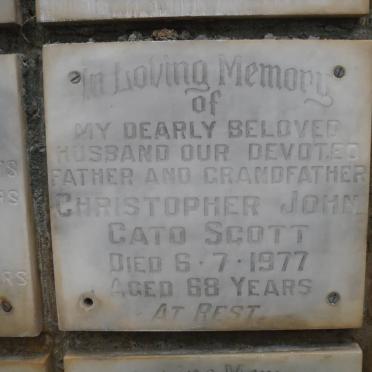 In Loving Memory
of
MY DEARLY BELOVED
HUSBAND OUR DEVOTED
FATHER AND GRANDFATHER
CHRISTOPHER JOHN
CATO SCOTT
DIED 6·7·1977
AGED 68 YEARS
AT REST.